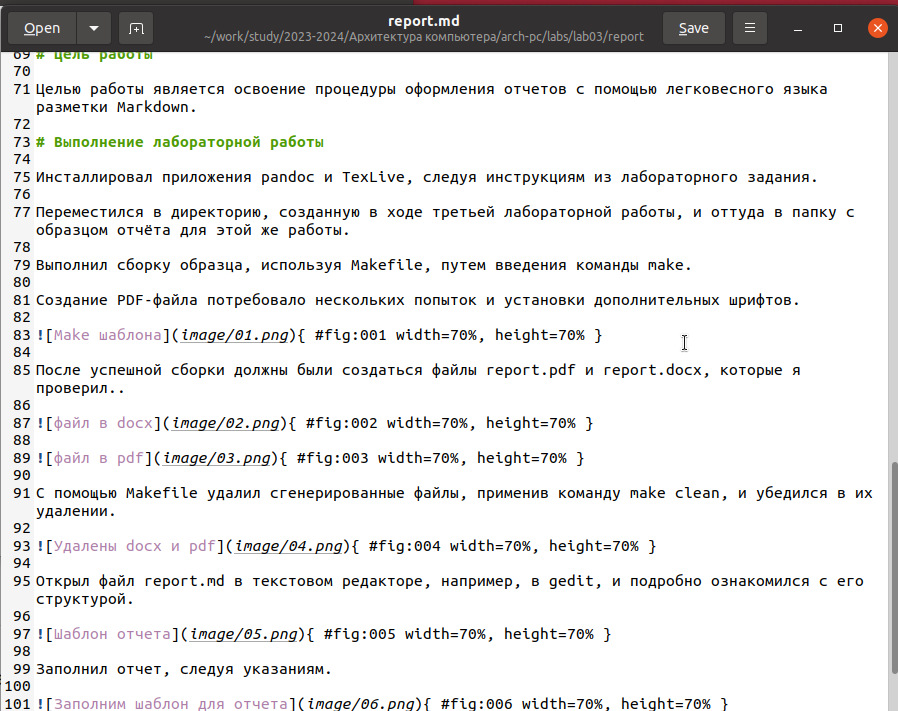 Open
report.md
~/work/study/2023-2024/Архитектура компьютера/arch-pc/labs/lab03/report
Save
69 # Цель работы
70
71 Целью работы является освоение процедуры оформления отчетов с помощью легковесного языка
разметки Markdown.
72
73 # Выполнение лабораторной работы
74
75 Инсталлировал приложения pandoc и TexLive, следуя инструкциям из лабораторного задания.
76
77 Переместился в директорию, созданную в ходе третьей лабораторной работы, и оттуда в папку с
образцом отчёта для этой же работы.
78
79 Выполнил сборку образца, используя Makefile, путем введения команды make.
80
81 Создание PDF-файла потребовало нескольких попыток и установки дополнительных шрифтов.
82
83 ![Make шаблона](image/01.png){ #fig:001 width=70%, height=70% }
84
85 После успешной сборки должны были создаться файлы report.pdf и report.docx, которые я
проверил..
86
87 ![файл в docx](image/02.png){ #fig:002 width=70%, height=70% }
88
89 ![файл в pdf](image/03.png){ #fig:003 width=70%, height=70% }
90
91 С помощью Makefile удалил сгенерированные файлы, применив команду make clean, и убедился в их
удалении.
92
93 ![Удалены docx и pdf](image/04.png){ #fig:004 width=70%, height=70% }
94
95 Открыл файл report.md в текстовом редакторе, например, в gedit, и подробно ознакомился с его
структурой.
96
97 ![Шаблон отчета](image/05.png){ #fig:005 width=70%, height=70% }
98
99 Заполнил отчет, следуя указаниям.
100
101 ![Заполним шаблон для отчета](image/06.png){ #fig:006 width=70%, height=70% }